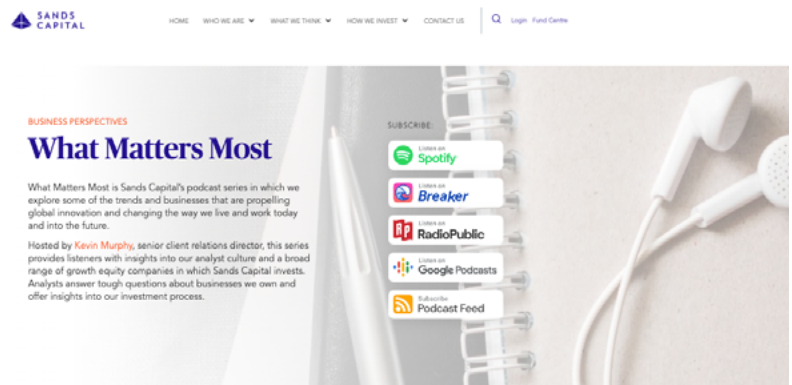 SANDS
CAPITAL
HOME WHO WE ARE WHAT WE THINK HOW WE INVEST CONTACT US Login Fund Centre
BUSINESS PERSPECTIVES
What Matters Most
What Matters Most is Sands Capital's podcast series in which we
explore some of the trends and businesses that are propelling
global innovation and changing the way we live and work today
and into the future.
Hosted by Kevin Murphy, senior client relations director, this series
provides listeners with insights into our analyst culture and a broad
range of growth equity companies in which Sands Capital invests.
Analysts answer tough questions about businesses we own and
offer insights into our investment process.
SUBSCRIBE:
Listen on
Spotify
Listen on
Breaker
Listen on
RadioPublic
Listen on
Google Podcasts
Subscribe
Podcast Feed